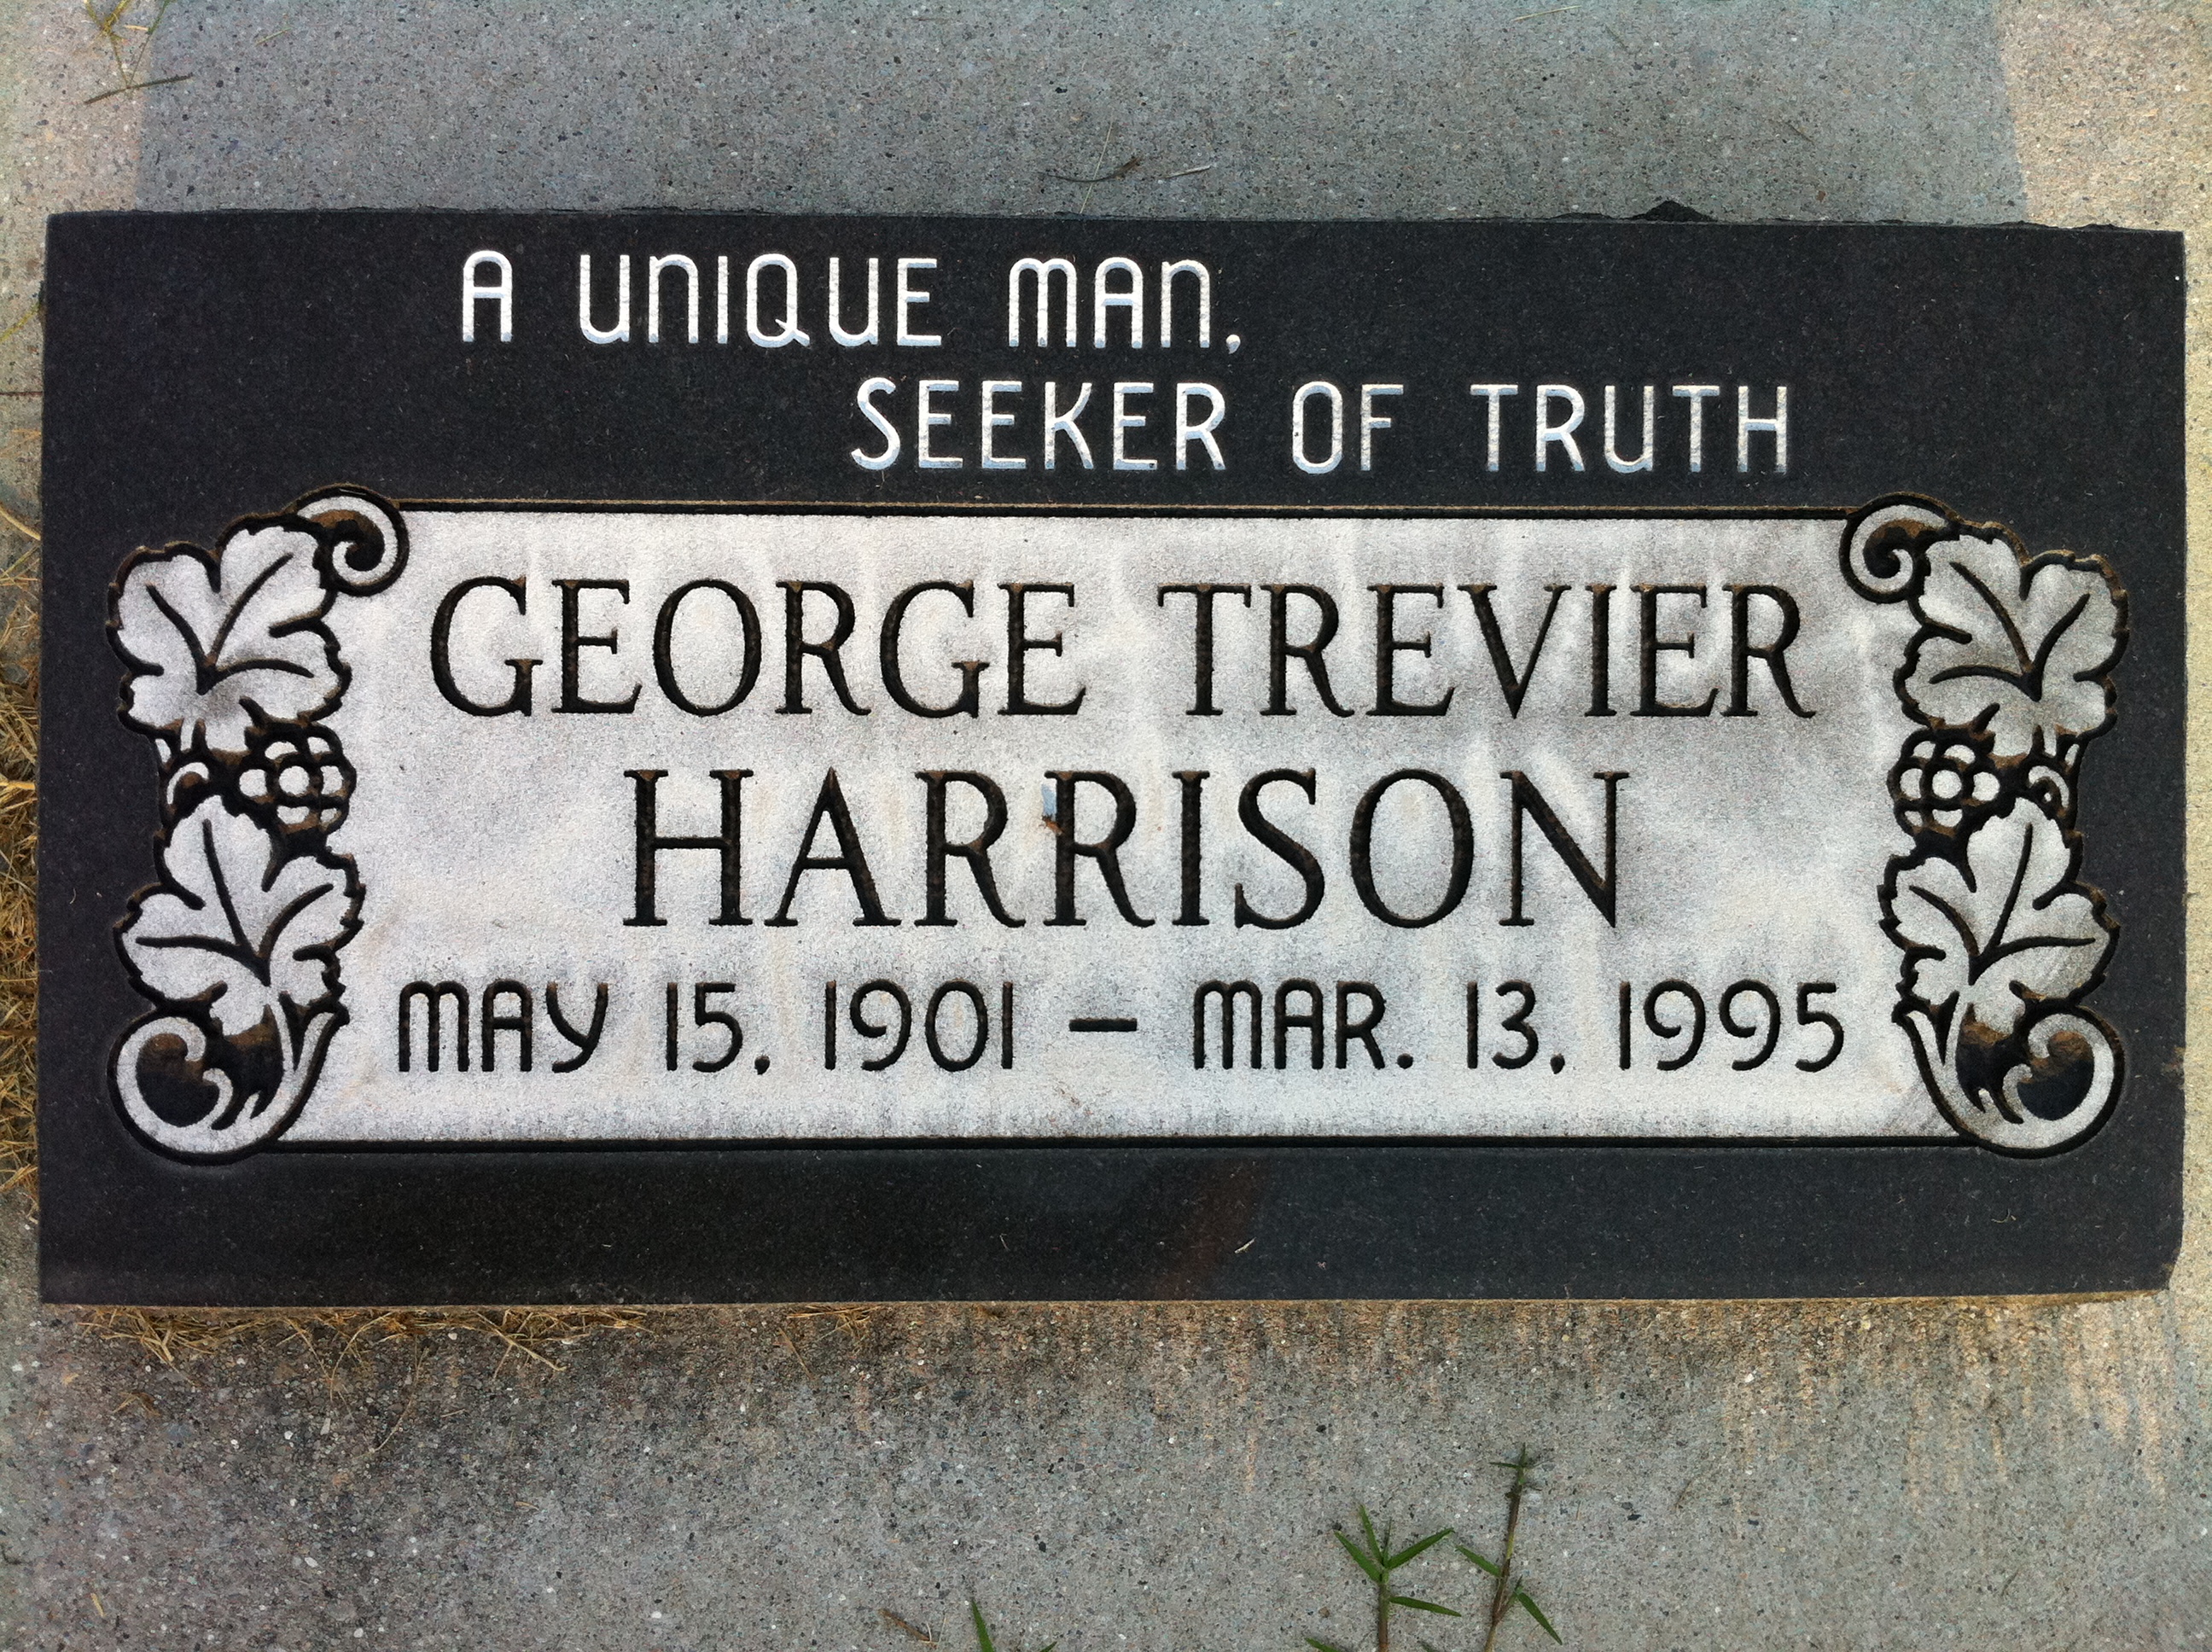 A UNIQUE MAN,
SEEKER OF TRUTH
GEORGE TREVIER
HARRISON
MAY 15, 1901 — MAR. 13, 1995